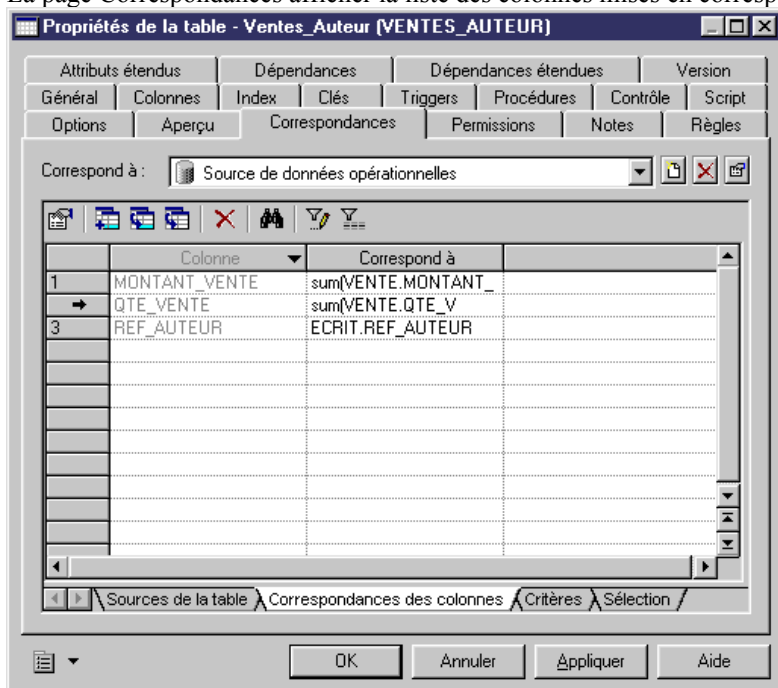 La page Correspondances afficher la liste des colonnes mises en corresp
Propriétés de la table - Ventes_Auteur (VENTES_AUTEUR)
Attributs étendus Dépendances Dépendances étendues Version
Général Colonnes Index Clés Triggers Procédures Contrôle Script
Options Aperçu Correspondances Permissions Notes Règles
Correspond à : Source de données opérationnelles
Colonne Correspond à
1 MONTANT_VENTE sum(VENTE.MONTANT_
QTE_VENTE sum(VENTE.QTE_V
3 REF_AUTEUR ECRIT.REF_AUTEUR
Sources de la table Correspondances des colonnes Critères Sélection
OK Annuler Appliquer Aide